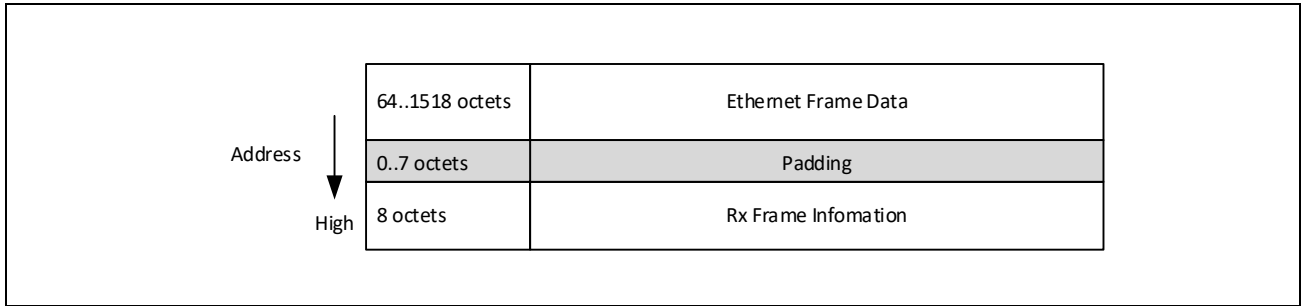 64..1518 octets Ethernet Frame Data
Address 0..7 octets Padding
High 8 octets Rx Frame Infomation